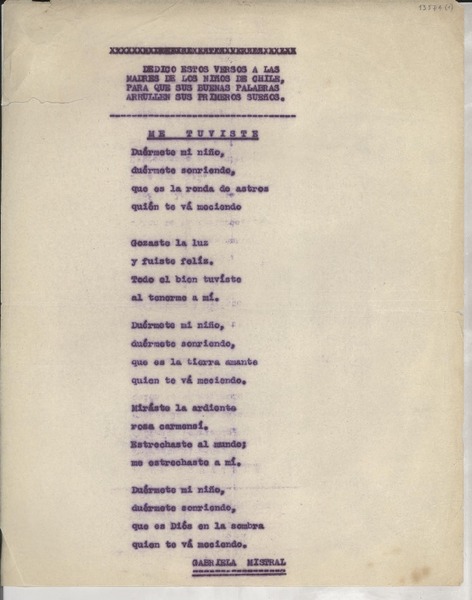 DEDICO ESTOS VERSOS A LAS
MADRES DE LOS NIÑOS DE CHILE,
PARA QUE SUS BUENAS PALABRAS
ARRULLEN SUS PRIMEROS SUEÑOS.
ME TUVISTE
Duérmete mi niño,
duérmete sonriendo,
que es la ronda de astros
quién te vá meciendo
Gozaste la luz
y fuiste felíz.
Todo el bien tuviste
al tenerme a mí.
Duérmete mi niño,
duérmete sonriendo,
que es la tierra amante
quien te vá meciendo.
Miráste la ardiente
rosa carmesí.
Estrechaste al mundo;
me estrechaste a mí.
Duérmete mi niño,
duérmete sonriendo,
que es Diós en la sombra
quien te vá meciendo.
GABRIELA MISTRAL